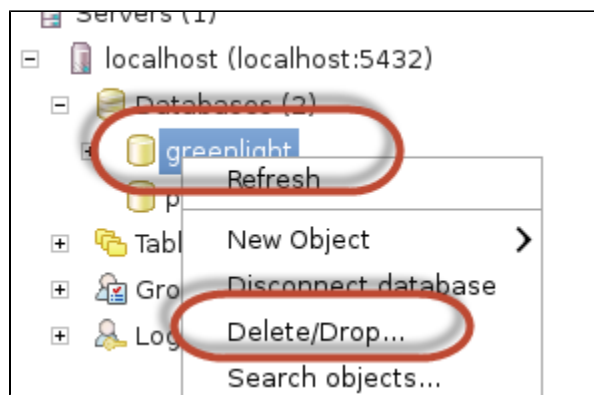 Servers (1)
localhost (localhost:5432)
Databases (2)
greenlight
Refresh
New Object
Disconnect database
Delete/Drop...
Search objects...